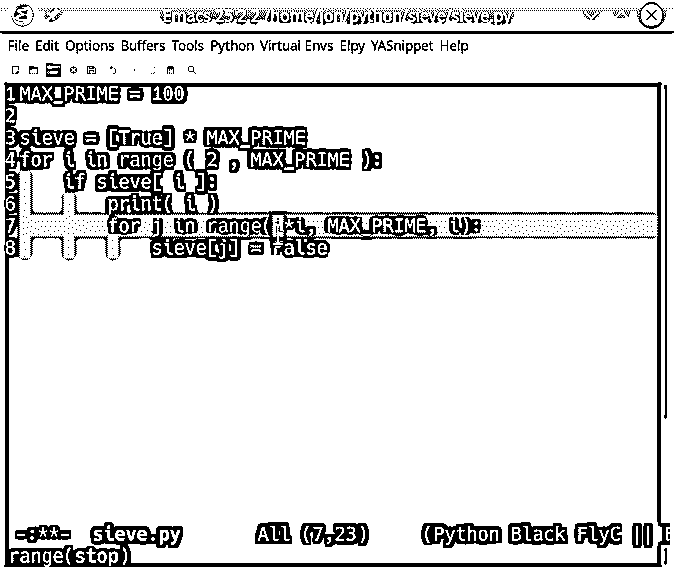 Emacs 25.2.2 /home/jon/python/sieve/sieve.py
File Edit Options Buffers Tools Python Virtual Envs Elpy YASnippet Help
1 MAX_PRIME = 100
2
3 sieve = [True] * MAX_PRIME
4 for i in range ( 2 , MAX_PRIME ):
5     if sieve[ i ]:
6         print( i )
7         for j in range(i*i, MAX_PRIME, i):
8             sieve[j] = False
-:**-  sieve.py       All (7,23)     (Python Black FlyC ||
range(stop)